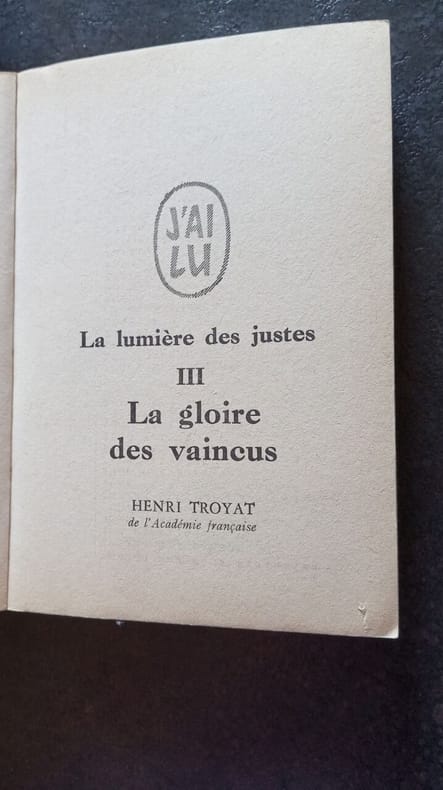 J'AI
LU
La lumière des justes
III
La gloire
des vaincus
HENRI TROYAT
de l'Académie française